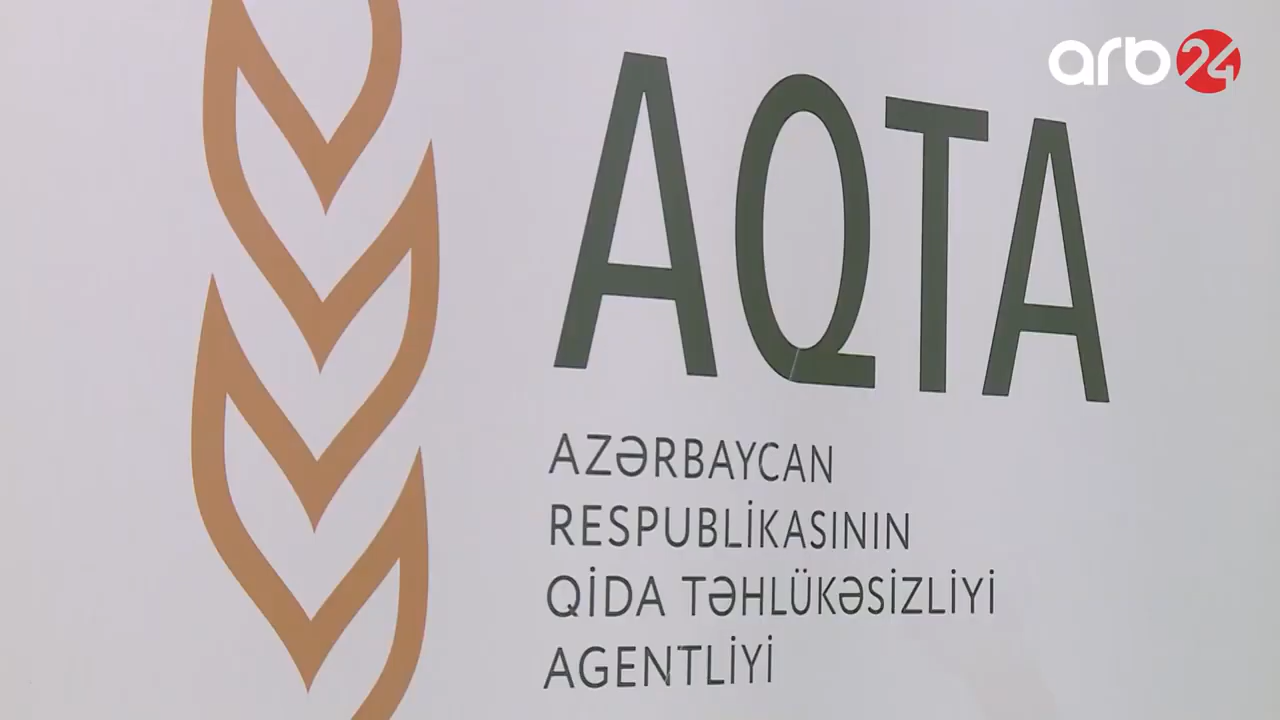 arb24
AQTA
AZƏRBAYCAN
RESPUBLİKASININ
QİDA TƏHLÜKƏSİZLİYİ
AGENTLİYİ